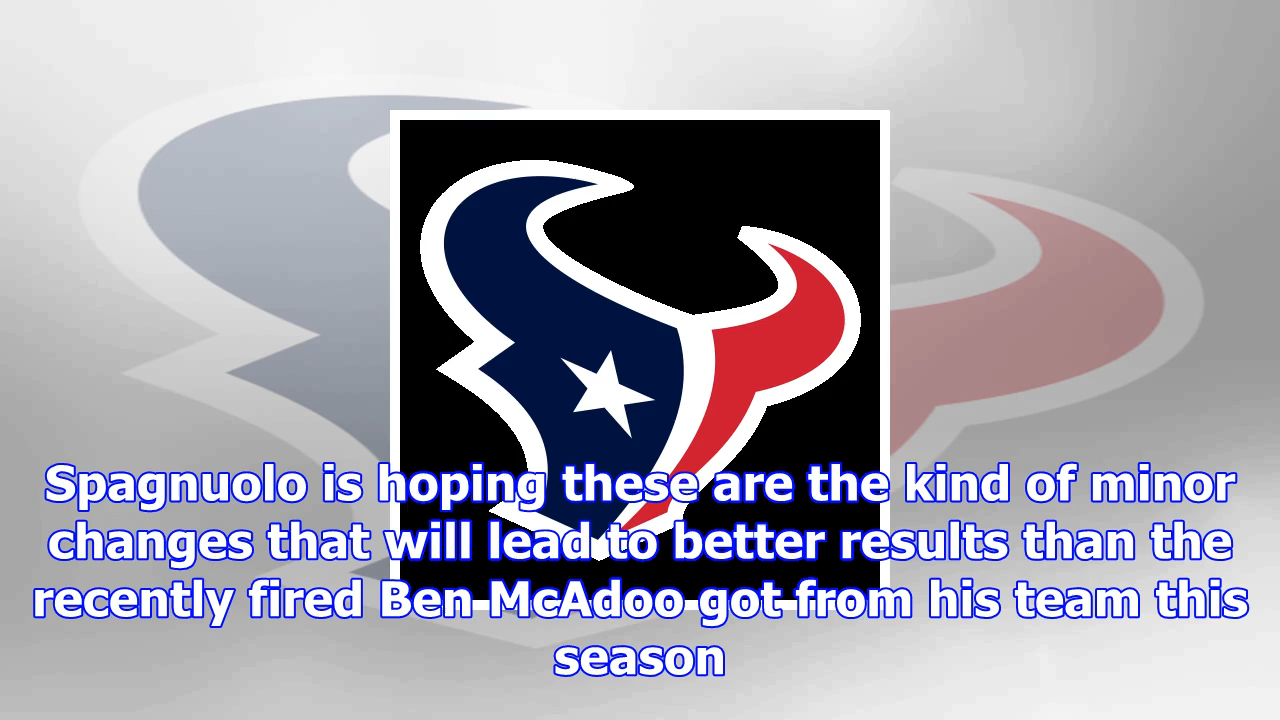 Spagnuolo is hoping these are the kind of minor
changes that will lead to better results than the
recently fired Ben McAdoo got from his team this
season